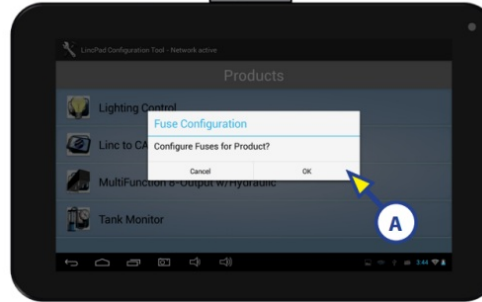 LincPad Configuration Tool - Network active
Products
Lighting Control
Fuse Configuration
Linc to CA
Configure Fuses for Product?
Cancel
OK
MultiFunction 8-Output w/Hydraulic
Tank Monitor
A
3:44